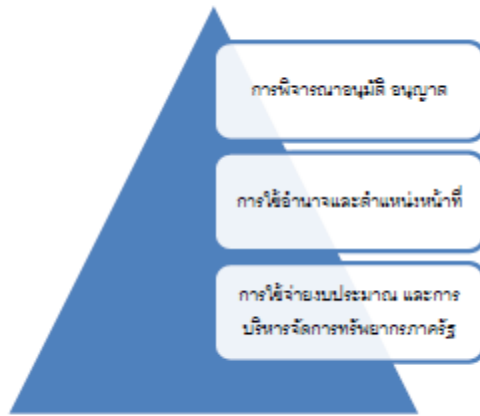 การพิจารณาอนุมัติ อนุญาต
การใช้อำนาจและตำแหน่งหน้าที่
การใช้จ่ายงบประมาณ และการ
บริหารจัดการทรัพยากรภาครัฐ